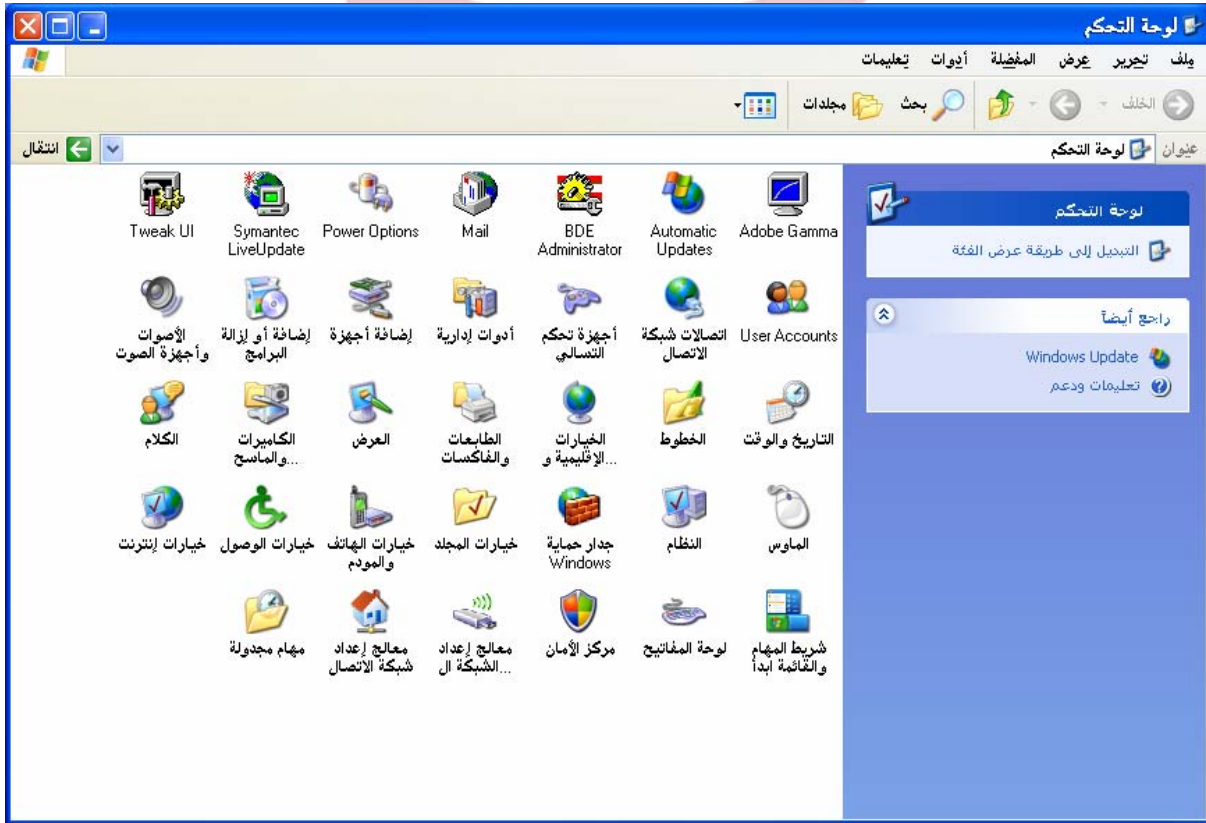 لوحة التحكم
ملف تحرير عرض المفضلة أدوات تعليمات
الخلف بحث مجلدات
عنوان لوحة التحكم انتقال
لوحة التحكم
التبديل إلى طريقة عرض الفئة
راجع أيضاً
Windows Update
تعليمات ودعم
Adobe Gamma
Automatic
Updates
BDE
Administrator
Mail
Power Options
Symantec
LiveUpdate
Tweak UI
User Accounts
اتصالات شبكة
الاتصال
أجهزة تحكم
التسالي
أدوات إدارية
إضافة أجهزة
إضافة أو إزالة
البرامج
الأصوات
وأجهزة الصوت
التاريخ والوقت
الخطوط
الخيارات
الإقليمية و...
الطابعات
والفاكسات
العرض
الكاميرات
والماسح...
الكلام
الماوس
النظام
جدار حماية
Windows
خيارات المجلد
خيارات الهاتف
والمودم
خيارات الوصول
خيارات إنترنت
شريط المهام
والقائمة ابدأ
لوحة المفاتيح
مركز الأمان
معالج إعداد
الشبكة ال...
معالج إعداد
شبكة الاتصال
مهام مجدولة